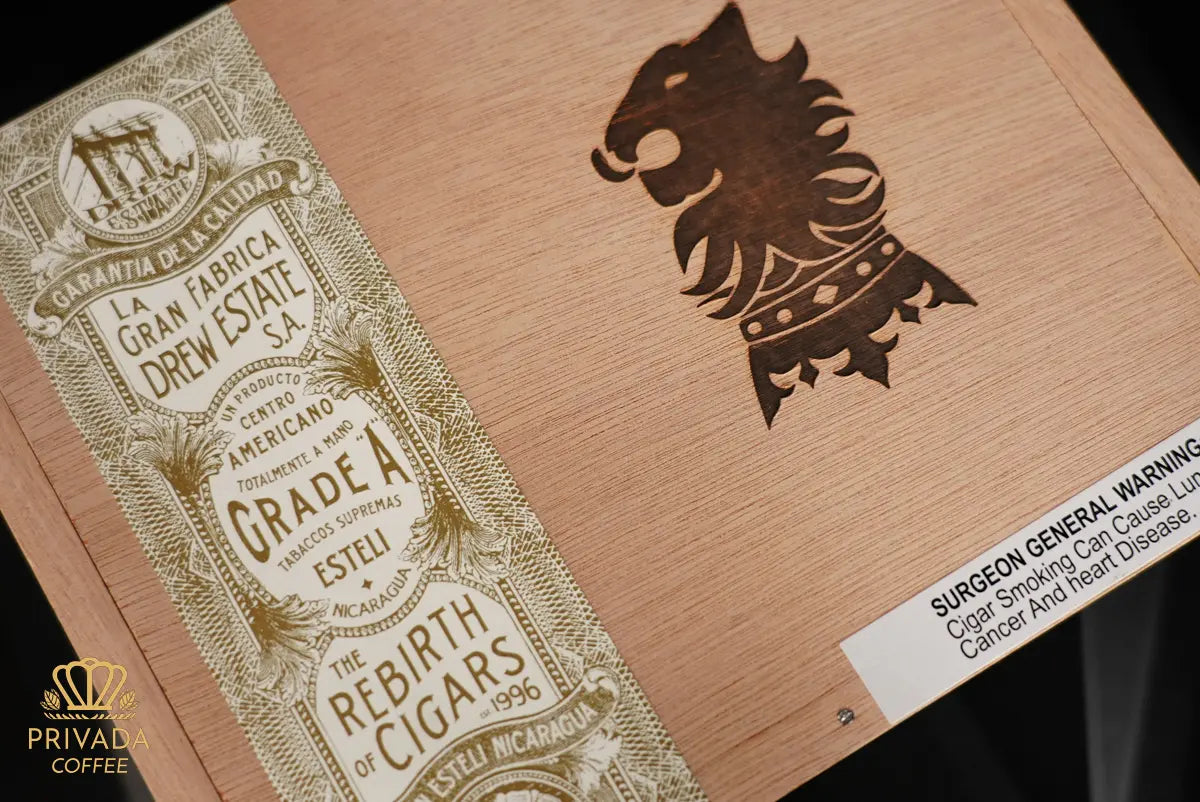 DREW
ESTATE
GARANTIA DE LA CALIDAD
LA
GRAN FABRICA
DREW ESTATE
S.A.
UN PRODUCTO
CENTRO
AMERICANO
TOTALMENTE A MANO
GRADE "A"
TABACCOS SUPREMAS
ESTELI
NICARAGUA
THE
REBIRTH
OF CIGARS
EST 1996
ESTELI NICARAGUA
SURGEON GENERAL WARNING
Cigar Smoking Can Cause Lun
Cancer And heart Disease.
PRIVADA
COFFEE